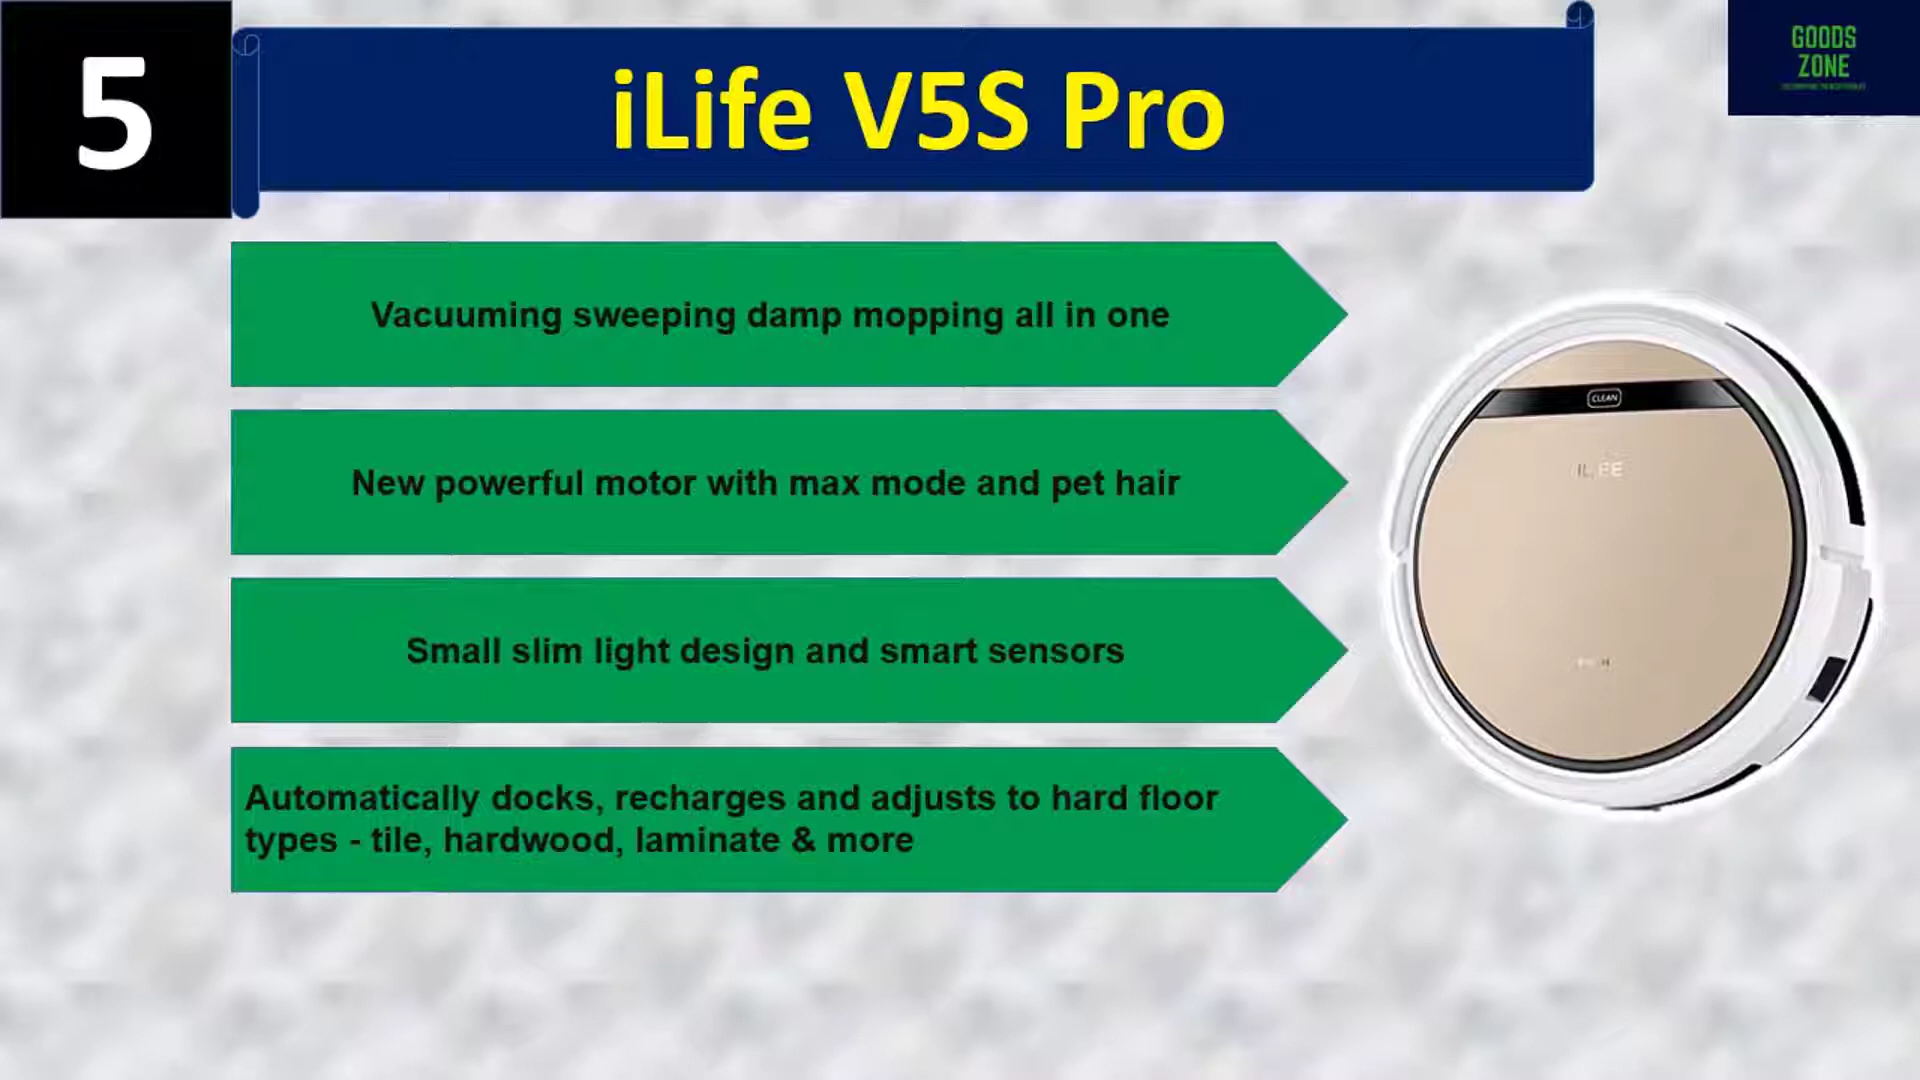 5
iLife V5S Pro
GOODS
ZONE
Vacuuming sweeping damp mopping all in one
New powerful motor with max mode and pet hair
Small slim light design and smart sensors
Automatically docks, recharges and adjusts to hard floor
types - tile, hardwood, laminate & more
CLEAN
ILIFE